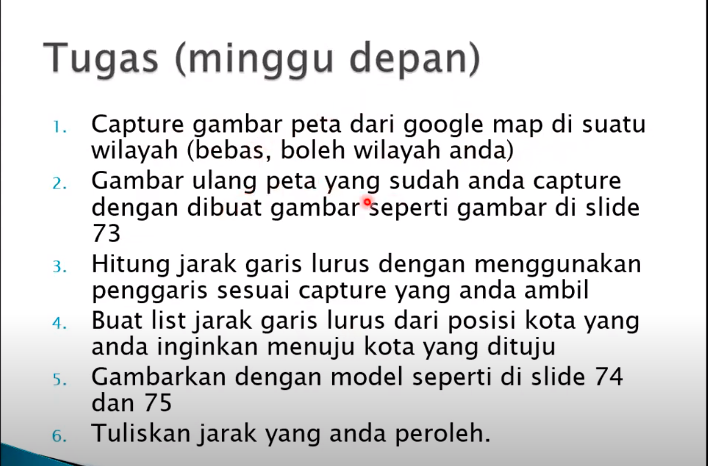 Tugas (minggu depan)
1. Capture gambar peta dari google map di suatu
wilayah (bebas, boleh wilayah anda)
2. Gambar ulang peta yang sudah anda capture
dengan dibuat gambar seperti gambar di slide
73
3. Hitung jarak garis lurus dengan menggunakan
penggaris sesuai capture yang anda ambil
4. Buat list jarak garis lurus dari posisi kota yang
anda inginkan menuju kota yang dituju
5. Gambarkan dengan model seperti di slide 74
dan 75
6. Tuliskan jarak yang anda peroleh.